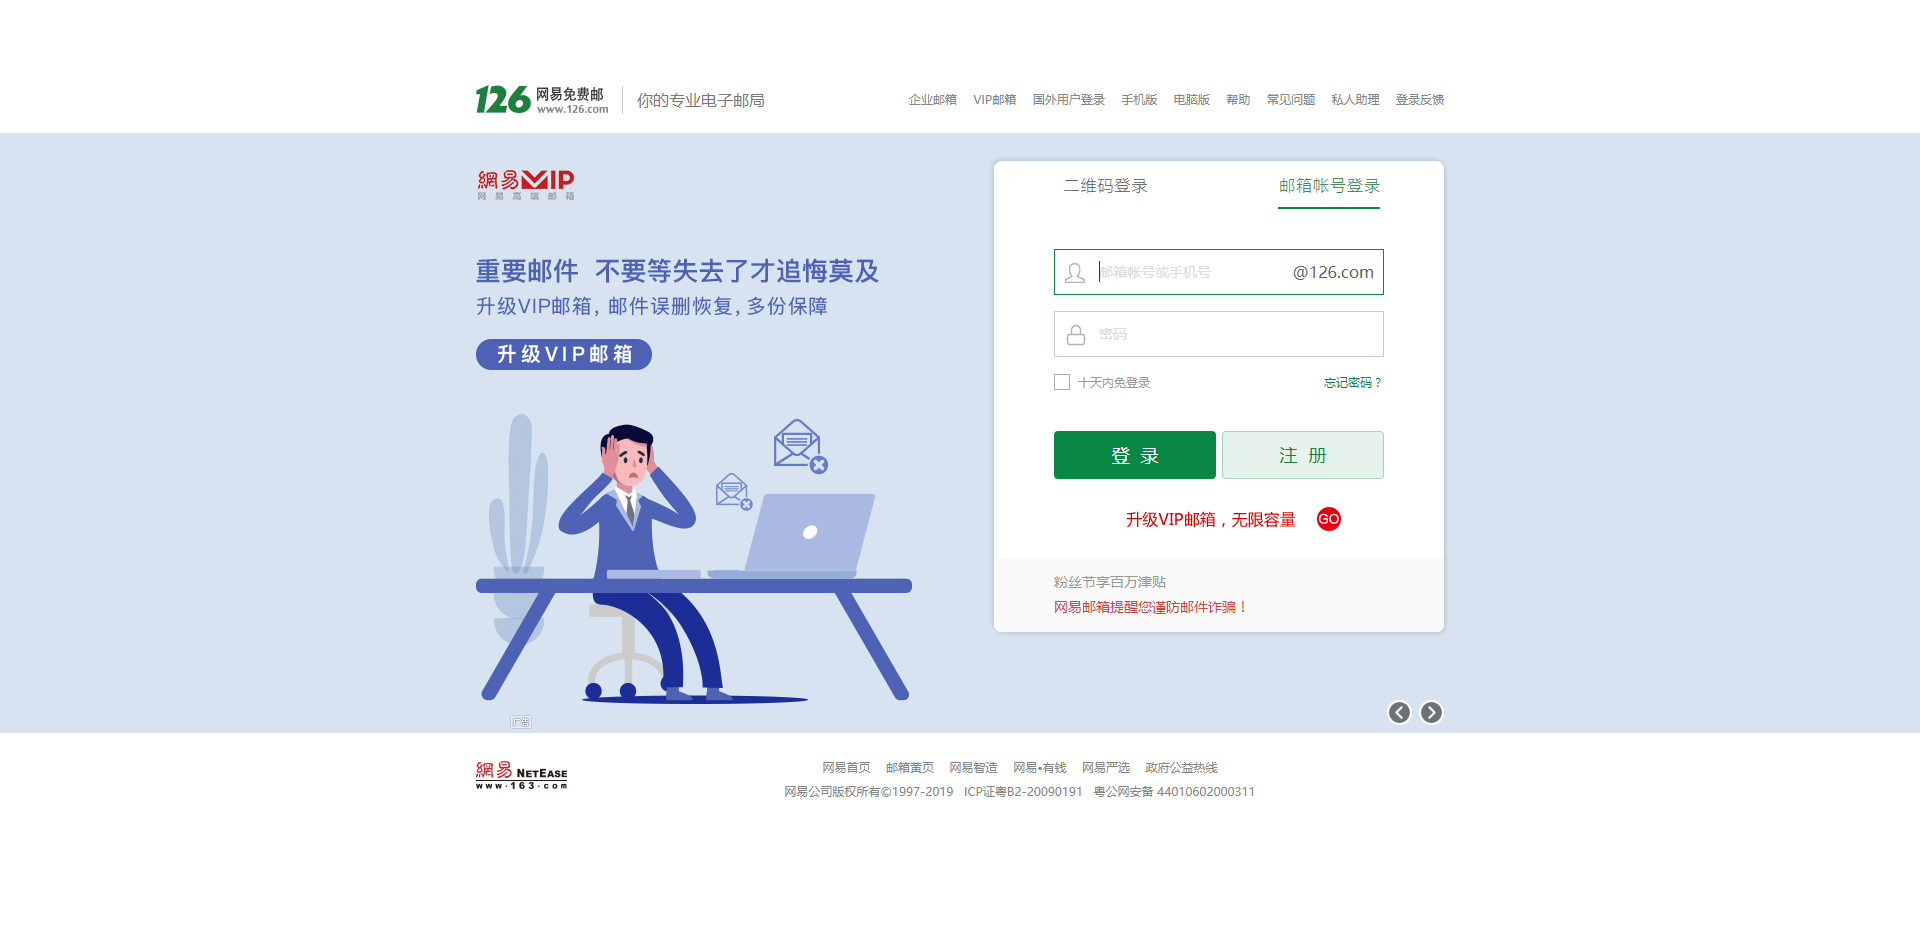 126 网易免费邮 www.126.com 你的专业电子邮局
企业邮箱 VIP邮箱 国外用户登录 手机版 电脑版 帮助 常见问题 私人助理 登录反馈
網易VIP
网易高端邮箱
重要邮件 不要等失去了才追悔莫及
升级VIP邮箱, 邮件误删恢复, 多份保障
升级VIP邮箱
广告
二维码登录 邮箱帐号登录
邮箱帐号或手机号 @126.com
密码
十天内免登录 忘记密码？
登 录 注 册
升级VIP邮箱，无限容量 GO
粉丝节享百万津贴
网易邮箱提醒您谨防邮件诈骗！
網易 NETEASE
www.163.com
网易首页 邮箱黄页 网易智造 网易•有钱 网易严选 政府公益热线
网易公司版权所有©1997-2019 ICP证粤B2-20090191 粤公网安备 44010602000311